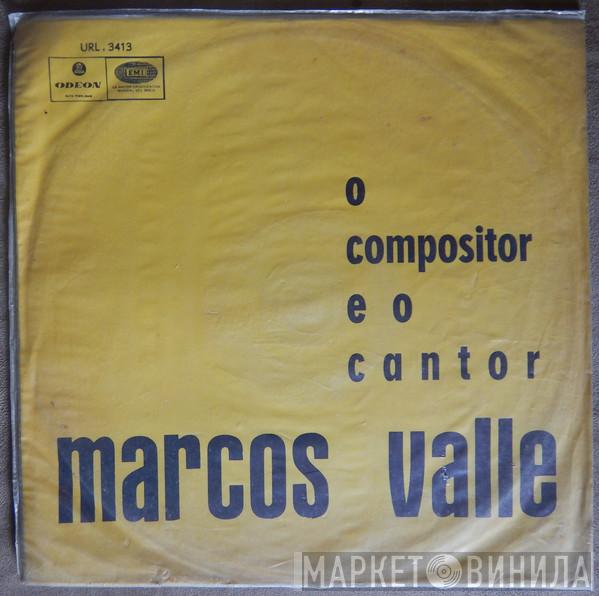 URL. 3413
ODEON
EMI
o
compositor
e o
cantor
marcos valle
МАРКЕТ ВИНИЛА